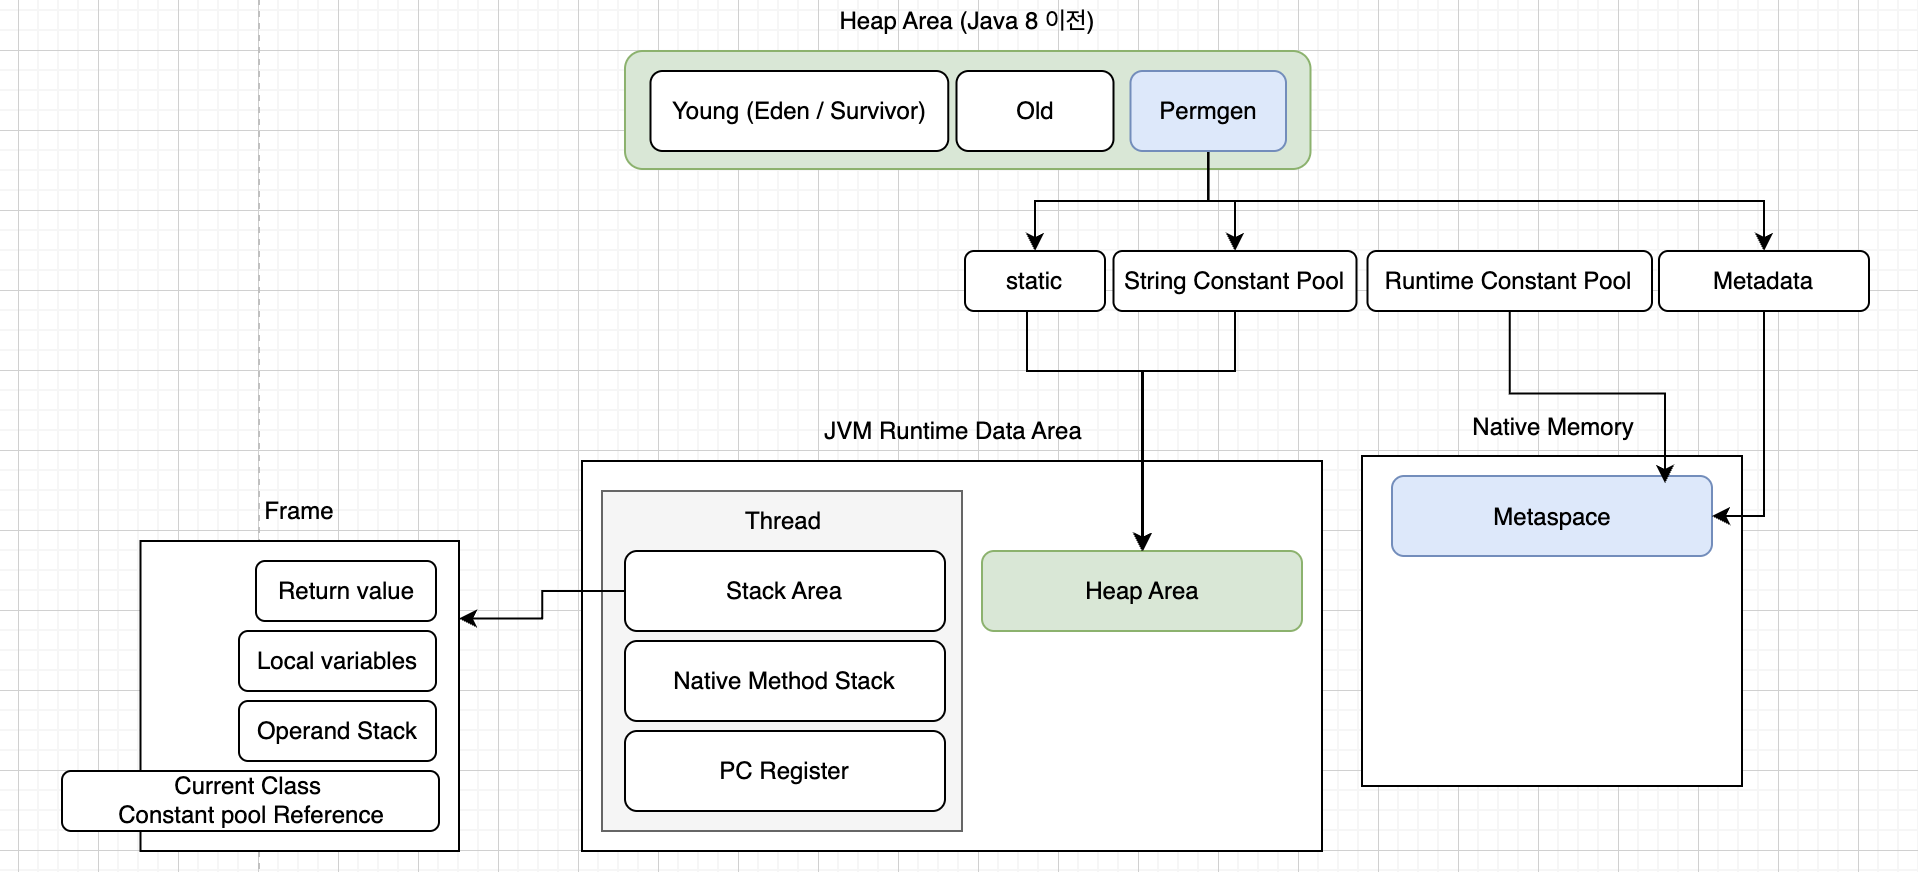 Heap Area (Java 8 이전)
Young (Eden / Survivor)
Old
Permgen
static
String Constant Pool
Runtime Constant Pool
Metadata
JVM Runtime Data Area
Native Memory
Metaspace
Frame
Thread
Return value
Stack Area
Heap Area
Local variables
Native Method Stack
Operand Stack
PC Register
Current Class
Constant pool Reference